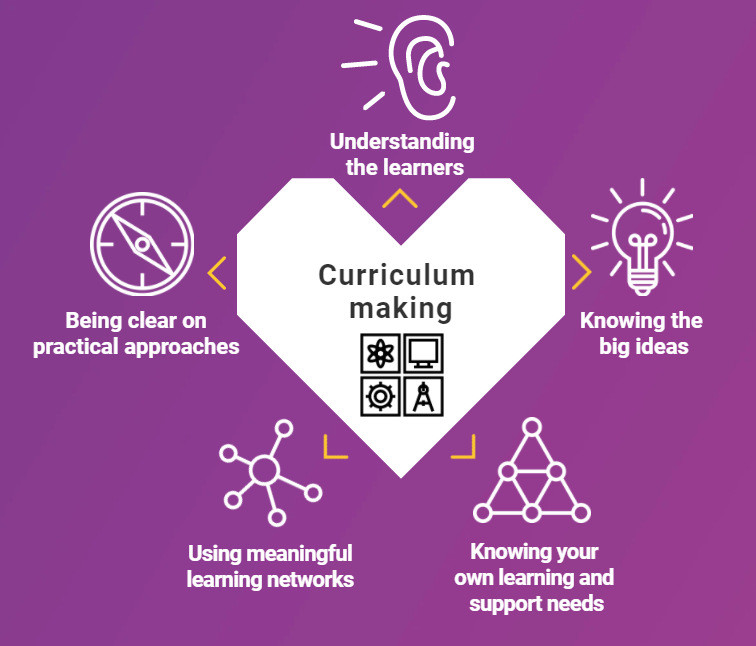 Understanding
the learners
Curriculum
making
Being clear on
practical approaches
Knowing the
big ideas
Using meaningful
learning networks
Knowing your
own learning and
support needs